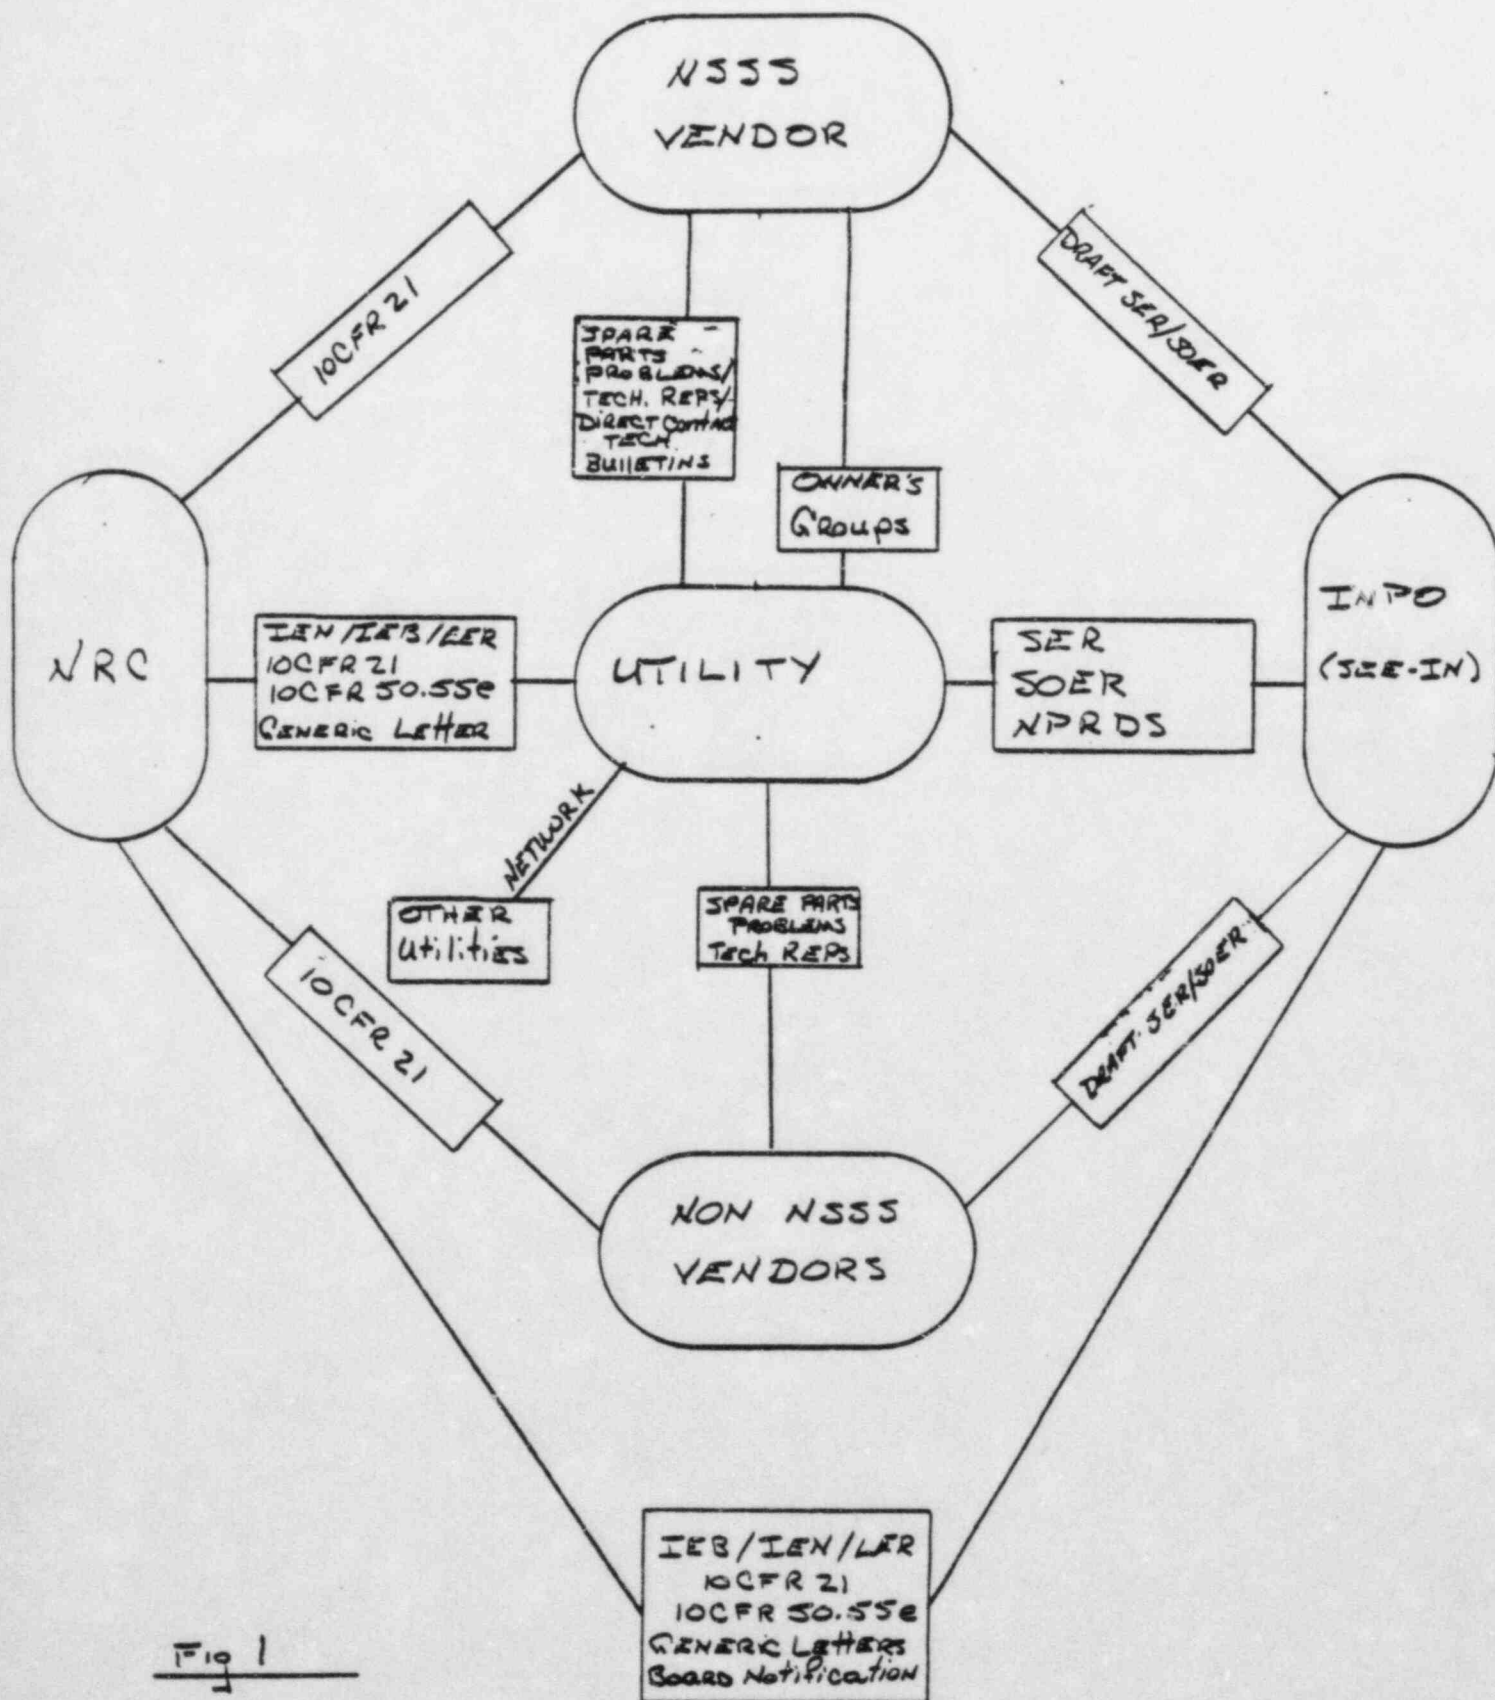 NSSS
VENDOR
10CFR 21
DRAFT SER/SOER
SPARE
PARTS
PROBLEMS/
TECH. REPS/
DIRECT Contact
TECH
BullETINS
OWNER'S
GRoups
NRC
IEN/IEB/LER
10CFR 21
10CFR 50.55e
GENERic LeTTER
UTILITY
SER
SOER
NPRDS
INPO
(SEE-IN)
NETWORK
OTHER
UtilitiEs
SPARE PARTS
PROBLEMS
TEch REPS
10CFR 21
DRAFT SER/SOER
NON NSSS
VENDORS
IEB/IEN/LER
10CFR 21
10CFR 50.55e
GENERic LETTERS
BOARD NotificatioN
Fig 1